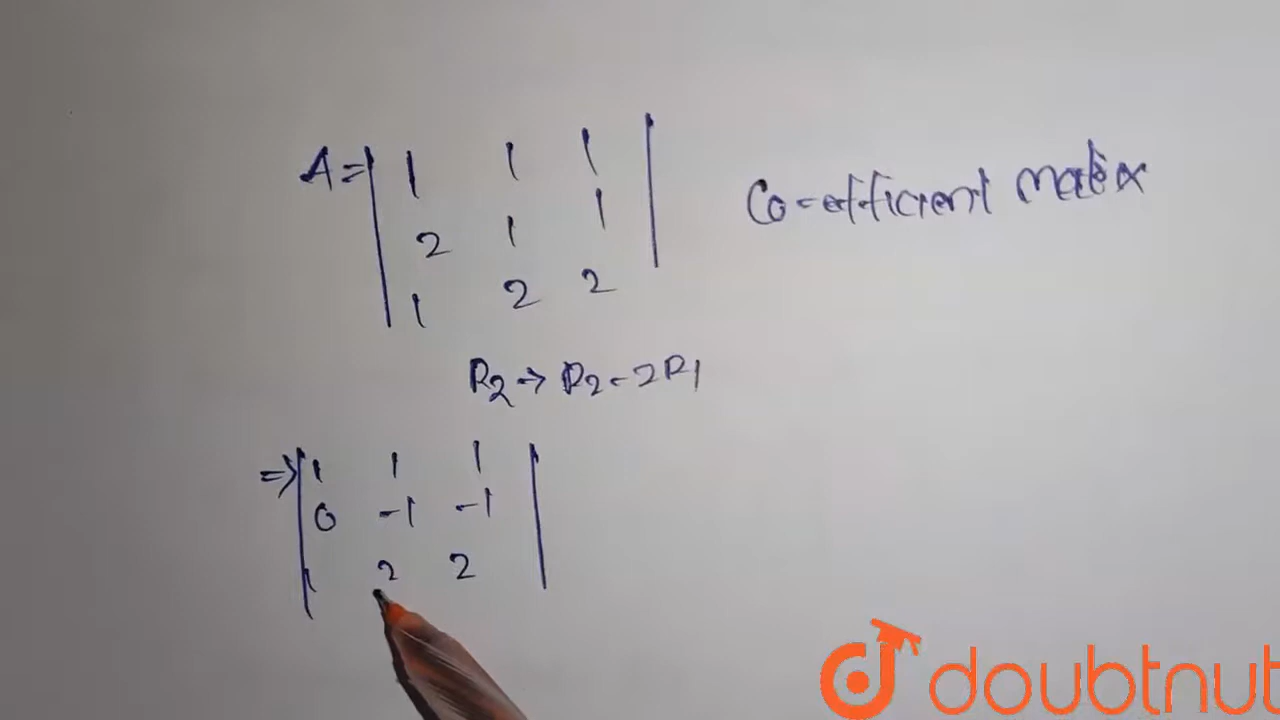 A = | 1 1 1 |
| 2 1 1 | Co-efficient matrix
| 1 2 2 |
R2 → R2 - 2R1
⇒ | 1 1 1 |
| 0 -1 -1 |
| 1 2 2 |
doubtnut